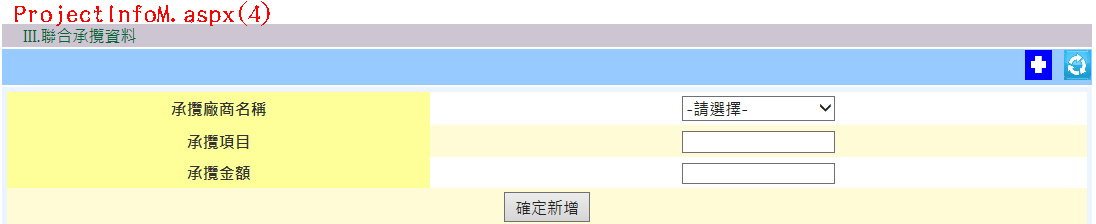 ProjectInfoM.aspx(4)
III.聯合承攬資料
承攬廠商名稱 -請選擇-
承攬項目
承攬金額
確定新增